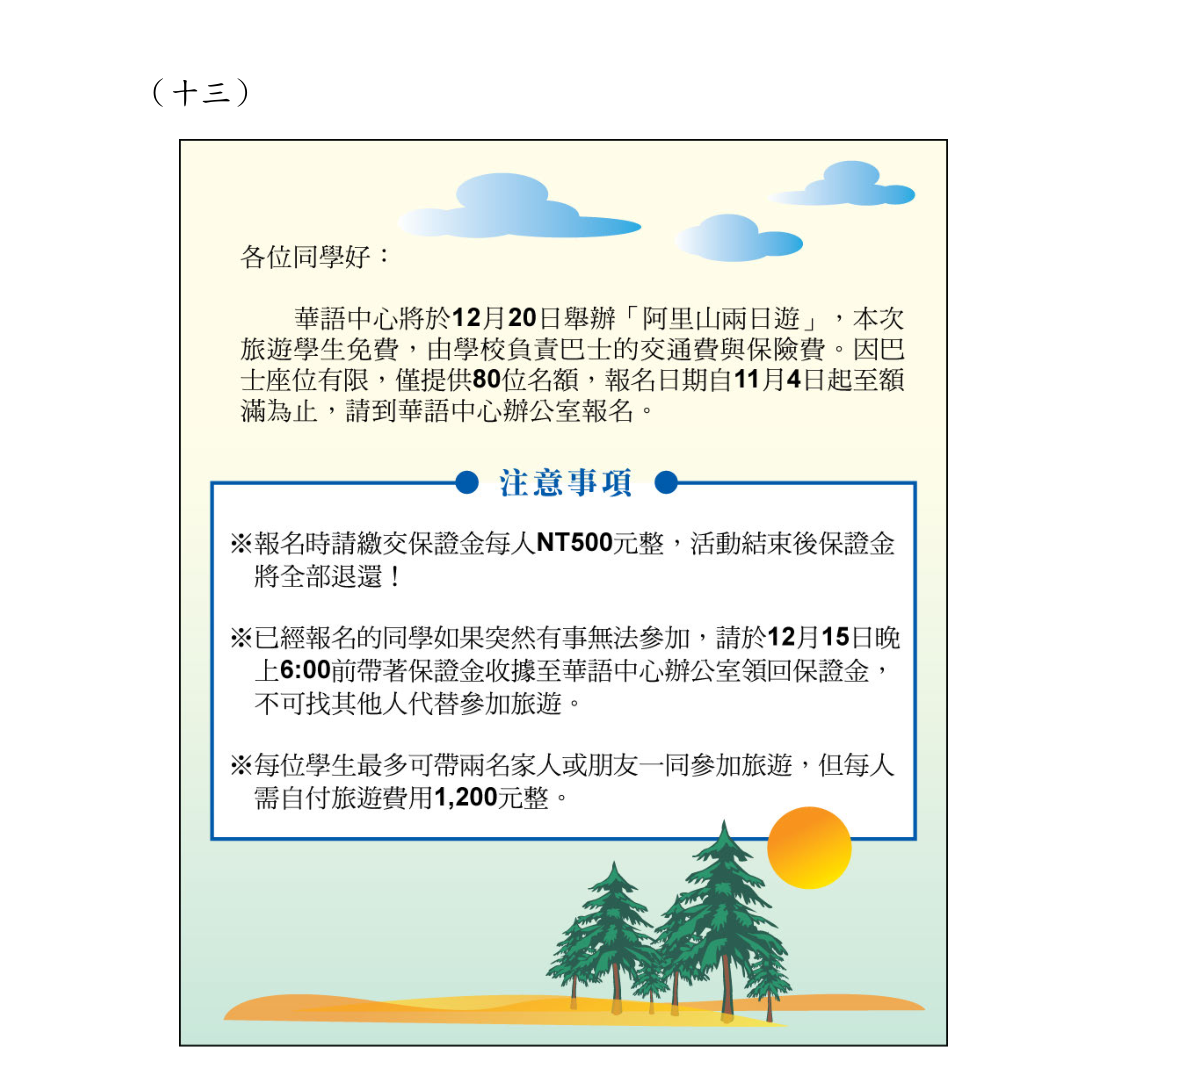 （十三）
各位同學好：
華語中心將於12月20日舉辦「阿里山兩日遊」，本次
旅遊學生免費，由學校負責巴士的交通費與保險費。因巴
士座位有限，僅提供80位名額，報名日期自11月4日起至額
滿為止，請到華語中心辦公室報名。
注意事項
※報名時請繳交保證金每人NT500元整，活動結束後保證金
將全部退還！
※已經報名的同學如果突然有事無法參加，請於12月15日晚
上6:00前帶著保證金收據至華語中心辦公室領回保證金，
不可找其他人代替參加旅遊。
※每位學生最多可帶兩名家人或朋友一同參加旅遊，但每人
需自付旅遊費用1,200元整。